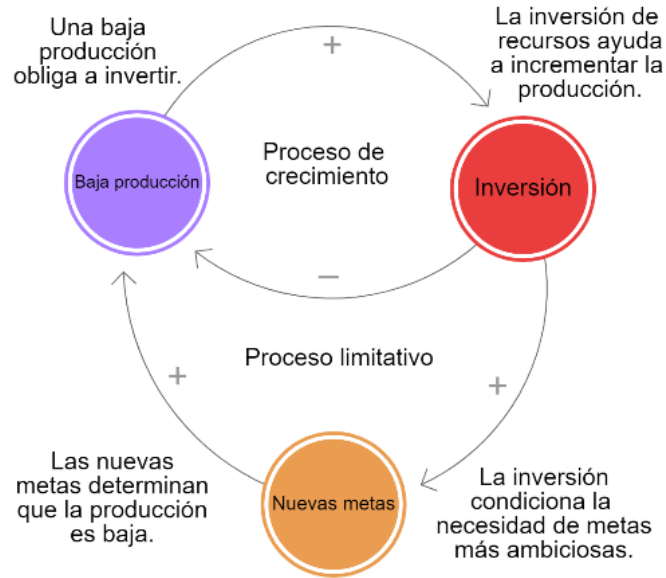 Una baja
producción
obliga a invertir.
+
La inversión de
recursos ayuda
a incrementar la
producción.
Baja producción
Proceso de
crecimiento
Inversión
−
Proceso limitativo
+
+
Las nuevas
metas determinan
que la producción
es baja.
Nuevas metas
La inversión
condiciona la
necesidad de metas
más ambiciosas.